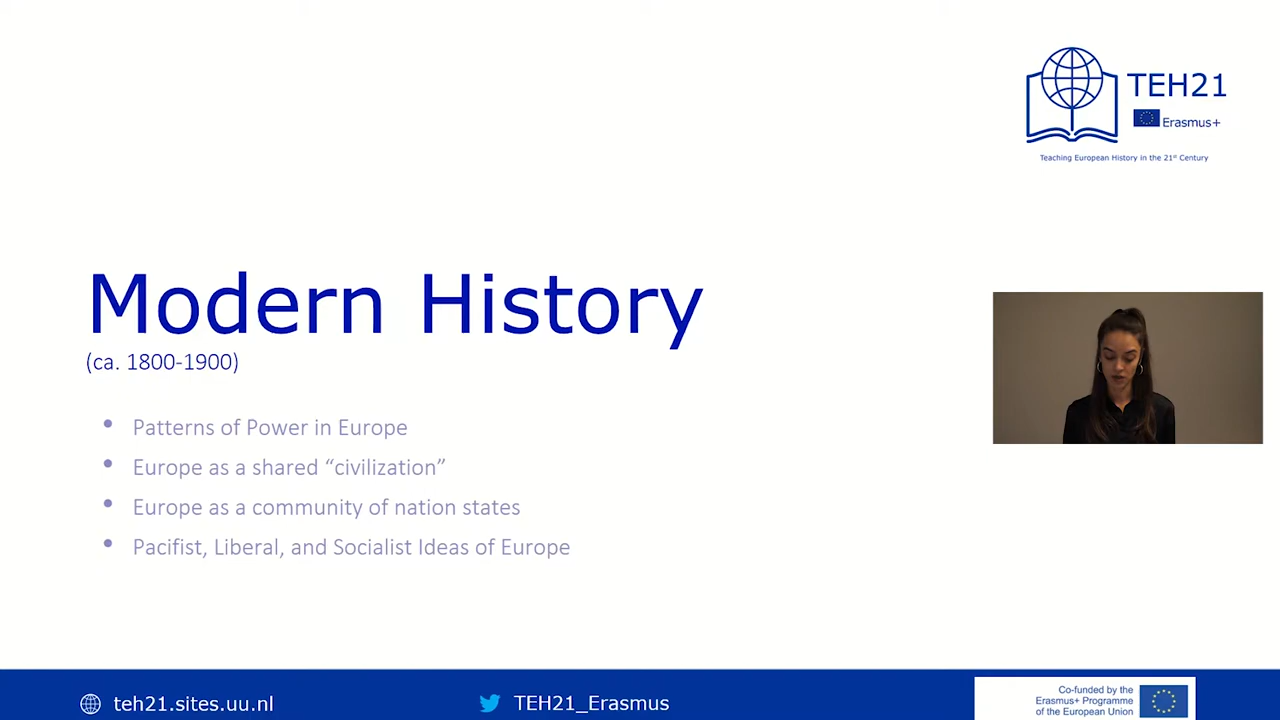 TEH21
Erasmus+
Teaching European History in the 21st Century
Modern History
(ca. 1800-1900)
• Patterns of Power in Europe
• Europe as a shared “civilization”
• Europe as a community of nation states
• Pacifist, Liberal, and Socialist Ideas of Europe
teh21.sites.uu.nl
TEH21_Erasmus
Co-funded by the
Erasmus+ Programme
of the European Union